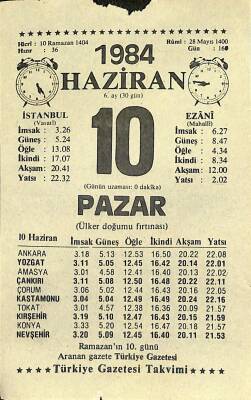 Hicrî : 10 Ramazan 1404
Hızır : 36
Rûmî : 28 Mayıs 1400
Gün : 16
1984
HAZİRAN
6. ay (30 gün)
İSTANBUL
(Vasatî)
İmsak : 3.26
Güneş : 5.24
Öğle : 13.08
İkindi : 17.07
Akşam : 20.41
Yatsı : 22.32
10
EZANÎ
(Mahallî)
İmsak : 6.27
Güneş : 8.47
Öğle : 4.34
İkindi : 8.34
Akşam : 12.00
Yatsı : 2.02
(Günün uzaması: 0 dakika)
PAZAR
(Ülker doğumu fırtınası)
10 Haziran İmsak Güneş Öğle İkindi Akşam Yatsı
ANKARA 3.18 5.13 12.53 16.50 20.22 22.08
YOZGAT 3.11 5.05 12.45 16.42 20.14 22.01
AMASYA 3.01 4.58 12.41 16.40 20.13 22.02
ÇANKIRI 3.11 5.08 12.50 16.48 20.22 22.11
ÇORUM 3.06 5.02 12.44 16.43 20.16 22.05
KASTAMONU 3.04 5.04 12.49 16.49 20.24 22.16
TOKAT 3.01 4.57 12.38 16.36 20.09 21.57
KIRŞEHİR 3.19 5.10 12.47 16.43 20.15 21.59
KONYA 3.33 5.20 12.54 16.47 20.18 21.57
NEVŞEHİR 3.20 5.09 12.45 16.40 20.11 21.53
Ramazan'ın 10. günü
Aranan gazete Türkiye Gazetesi
Türkiye Gazetesi Takvimi